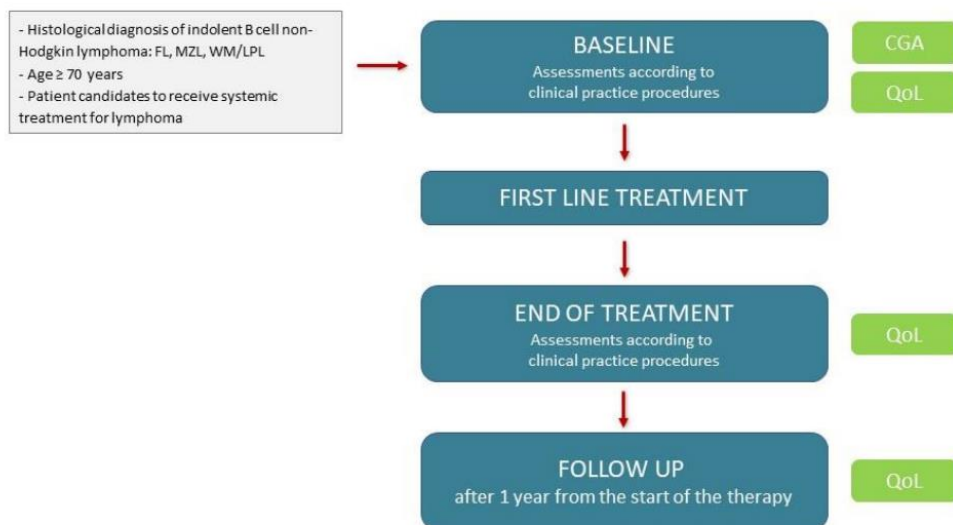 - Histological diagnosis of indolent B cell non-
Hodgkin lymphoma: FL, MZL, WM/LPL
- Age ≥ 70 years
- Patient candidates to receive systemic
treatment for lymphoma
BASELINE
Assessments according to
clinical practice procedures
CGA
QoL
FIRST LINE TREATMENT
END OF TREATMENT
Assessments according to
clinical practice procedures
QoL
FOLLOW UP
after 1 year from the start of the therapy
QoL